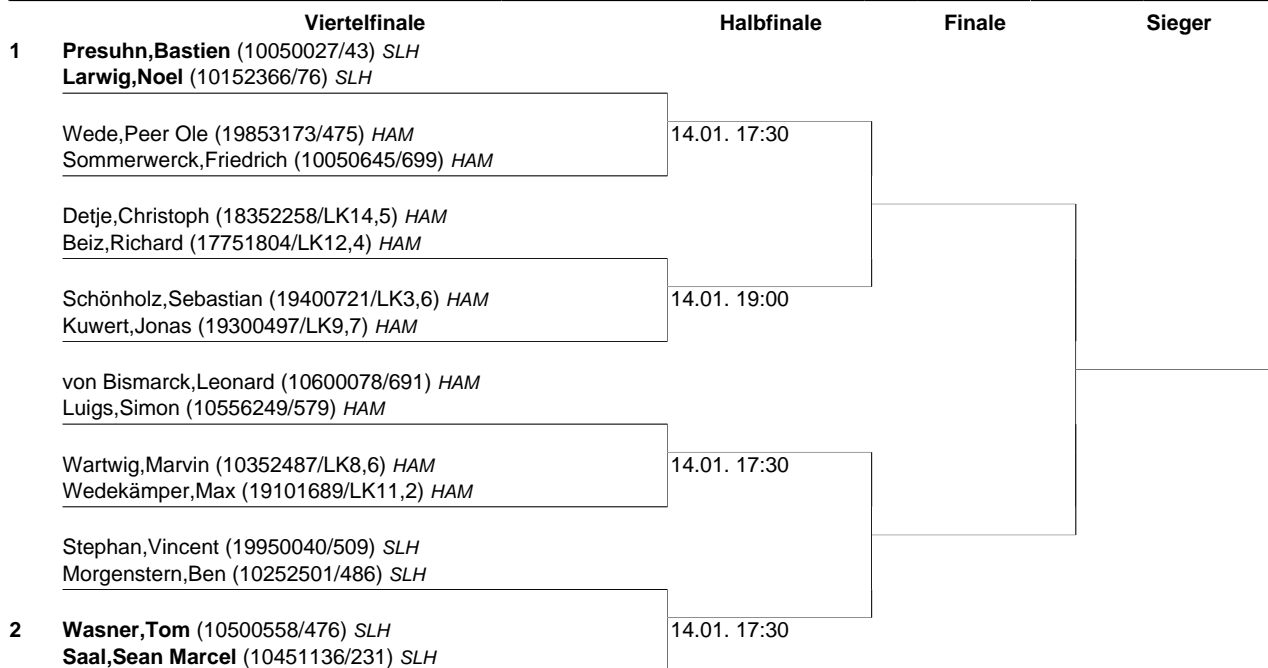 Viertelfinale Halbfinale Finale Sieger
1 Presuhn,Bastien (10050027/43) SLH
Larwig,Noel (10152366/76) SLH
Wede,Peer Ole (19853173/475) HAM 14.01. 17:30
Sommerwerck,Friedrich (10050645/699) HAM
Detje,Christoph (18352258/LK14,5) HAM
Beiz,Richard (17751804/LK12,4) HAM
Schönholz,Sebastian (19400721/LK3,6) HAM 14.01. 19:00
Kuwert,Jonas (19300497/LK9,7) HAM
von Bismarck,Leonard (10600078/691) HAM
Luigs,Simon (10556249/579) HAM
Wartwig,Marvin (10352487/LK8,6) HAM 14.01. 17:30
Wedekämper,Max (19101689/LK11,2) HAM
Stephan,Vincent (19950040/509) SLH
Morgenstern,Ben (10252501/486) SLH
2 Wasner,Tom (10500558/476) SLH 14.01. 17:30
Saal,Sean Marcel (10451136/231) SLH